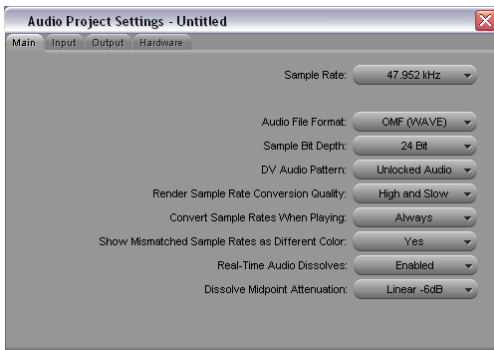 Audio Project Settings - Untitled
Main Input Output Hardware
Sample Rate: 47.952 kHz
Audio File Format: OMF (WAVE)
Sample Bit Depth: 24 Bit
DV Audio Pattern: Unlocked Audio
Render Sample Rate Conversion Quality: High and Slow
Convert Sample Rates When Playing: Always
Show Mismatched Sample Rates as Different Color: Yes
Real-Time Audio Dissolves: Enabled
Dissolve Midpoint Attenuation: Linear -6dB